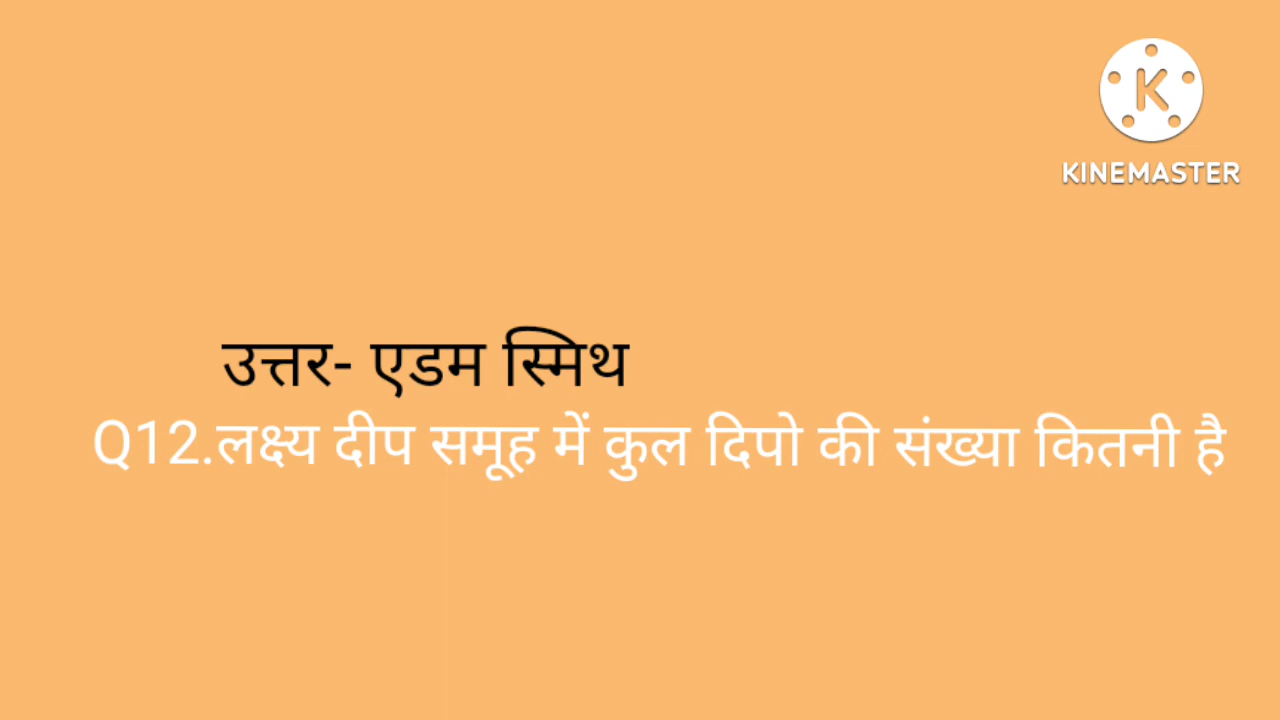 KINEMASTER
उत्तर- एडम स्मिथ
Q12.लक्ष्य दीप समूह में कुल दिपो की संख्या कितनी है